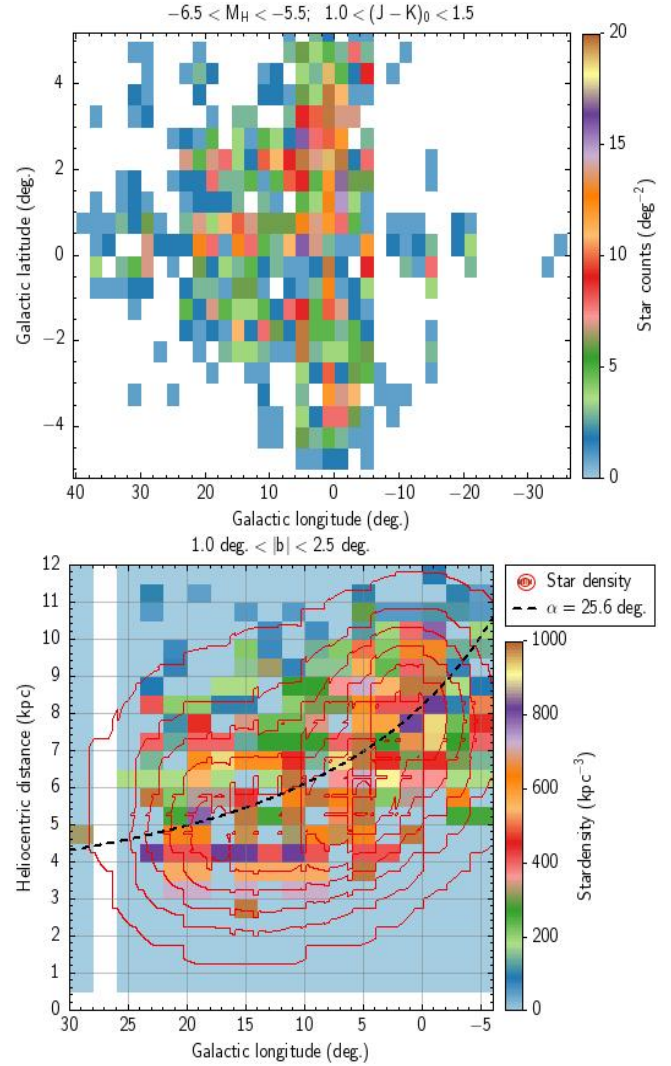 −6.5 < M_H < −5.5;   1.0 < (J − K)_0 < 1.5
4
2
0
−2
−4
Galactic latitude (deg.)
40 30 20 10 0 −10 −20 −30
Galactic longitude (deg.)
20
15
10
5
0
Star counts (deg⁻²)
1.0 deg. < |b| < 2.5 deg.
12
11
10
9
8
7
6
5
4
3
2
1
0
Heliocentric distance (kpc)
30 25 20 15 10 5 0 -5
Galactic longitude (deg.)
Star density
α = 25.6 deg.
1000
800
600
400
200
0
Stardensity (kpc⁻³)